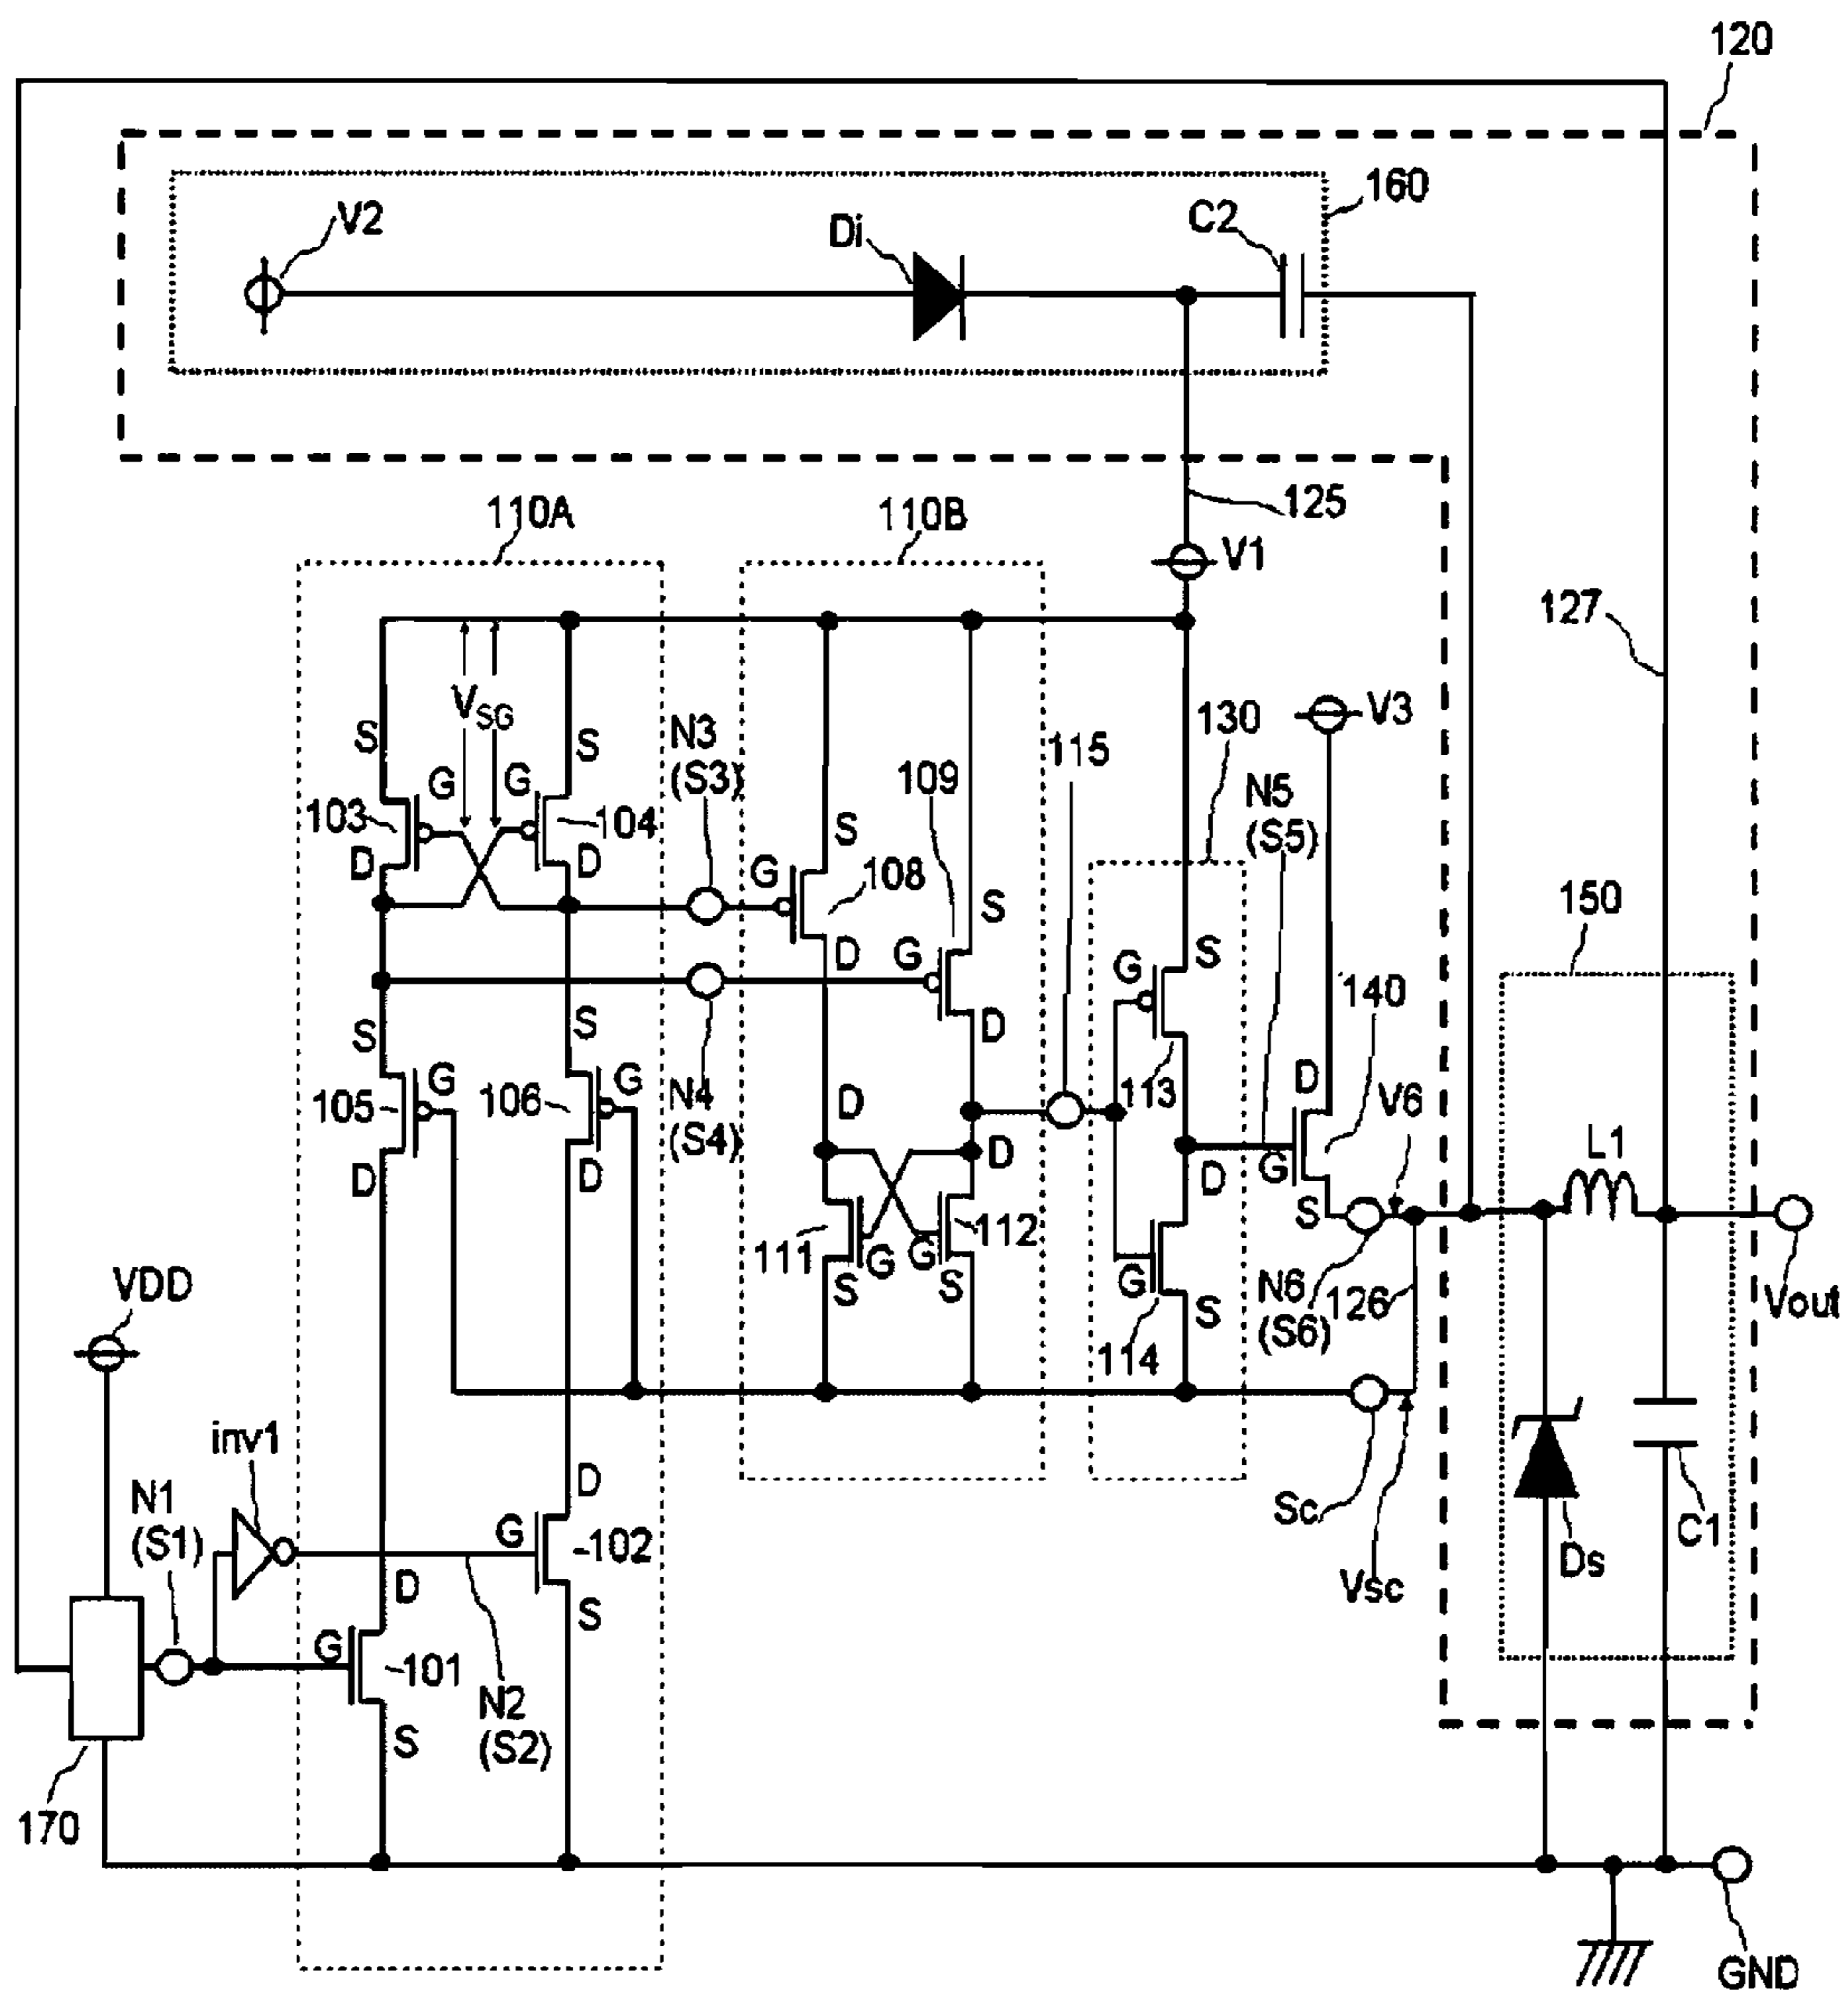 120
160
V2
Di
C2
125
110A
110B
V1
127
V3
VSG
S
S
N3
(S3)
130
115
109
N5
(S5)
G
G
103
104
S
G
108
D
D
S
150
D
G
G
S
140
S
S
D
L1
105
G
106
G
N4
(S4)
113
D
V6
D
D
D
D
D
G
S
111
G
G
112
S
S
G
S
N6
(S6)
126
Vout
114
VDD
inv1
N1
(S1)
D
G
102
Sc
Vsc
Ds
C1
D
S
G
101
N2
(S2)
S
170
GND